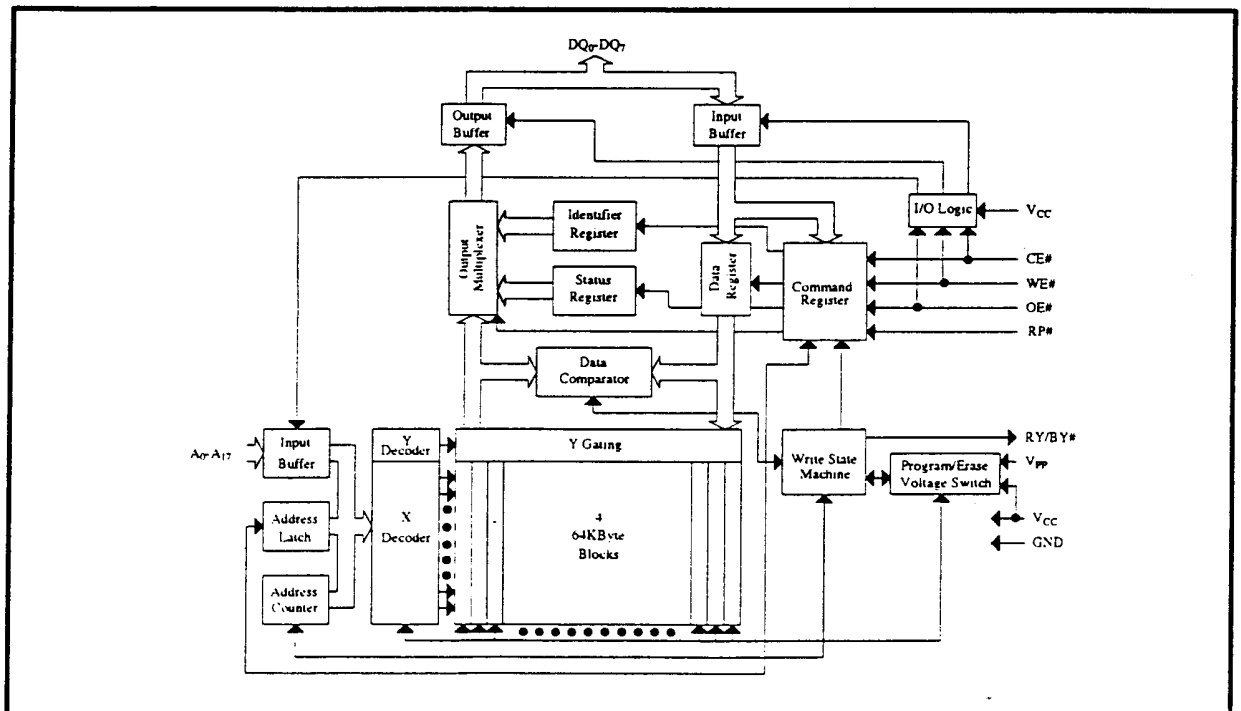 DQ0-DQ7
Output
Buffer
Input
Buffer
I/O Logic
VCC
Output
Multiplexer
Identifier
Register
Status
Register
Data
Register
Command
Register
CE#
WE#
OE#
RP#
Data
Comparator
A0-A17
Input
Buffer
Y
Decoder
Y Gating
Write State
Machine
RY/BY#
Program/Erase
Voltage Switch
VPP
VCC
GND
Address
Latch
X
Decoder
4
64KByte
Blocks
Address
Counter